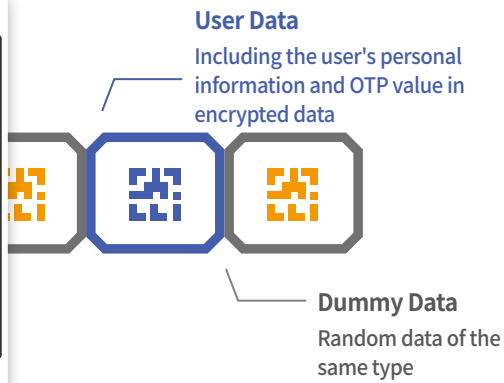 User Data
Including the user's personal
information and OTP value in
encrypted data
Dummy Data
Random data of the
same type